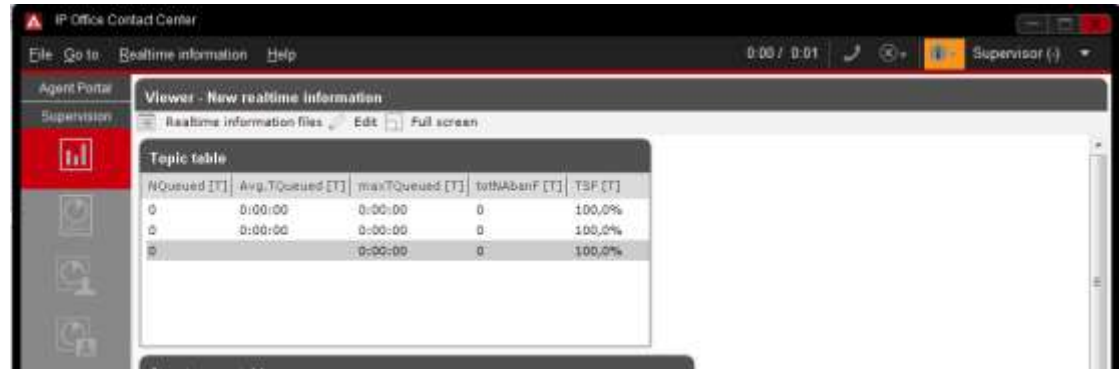 IP Office Contact Center
File Go to Realtime information Help 0:00 / 0:01 Supervisor (-)
Agent Portal
Supervision
Viewer - New realtime information
Realtime information files Edit Full screen
Topic table
NQueued [T] Avg.TQueued [T] maxTQueued [T] totNAbanF [T] TSF [T]
0 0:00:00 0:00:00 0 100,0%
0 0:00:00 0:00:00 0 100,0%
0 0:00:00 0 100,0%